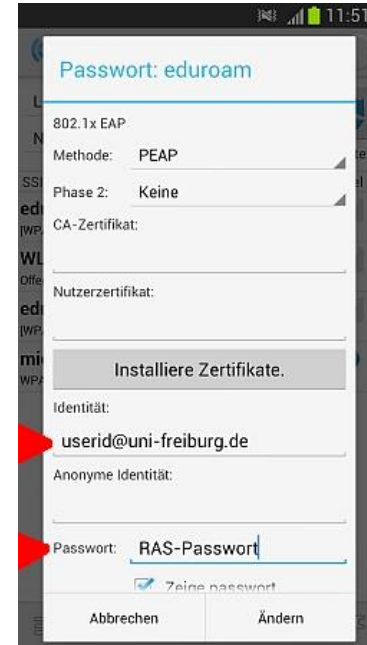 11:51
Passwort: eduroam
802.1x EAP
Methode: PEAP
Phase 2: Keine
CA-Zertifikat:
Nutzerzertifikat:
Installiere Zertifikate.
Identität:
userid@uni-freiburg.de
Anonyme Identität:
Passwort: RAS-Passwort
Zeige passwort
Abbrechen Ändern